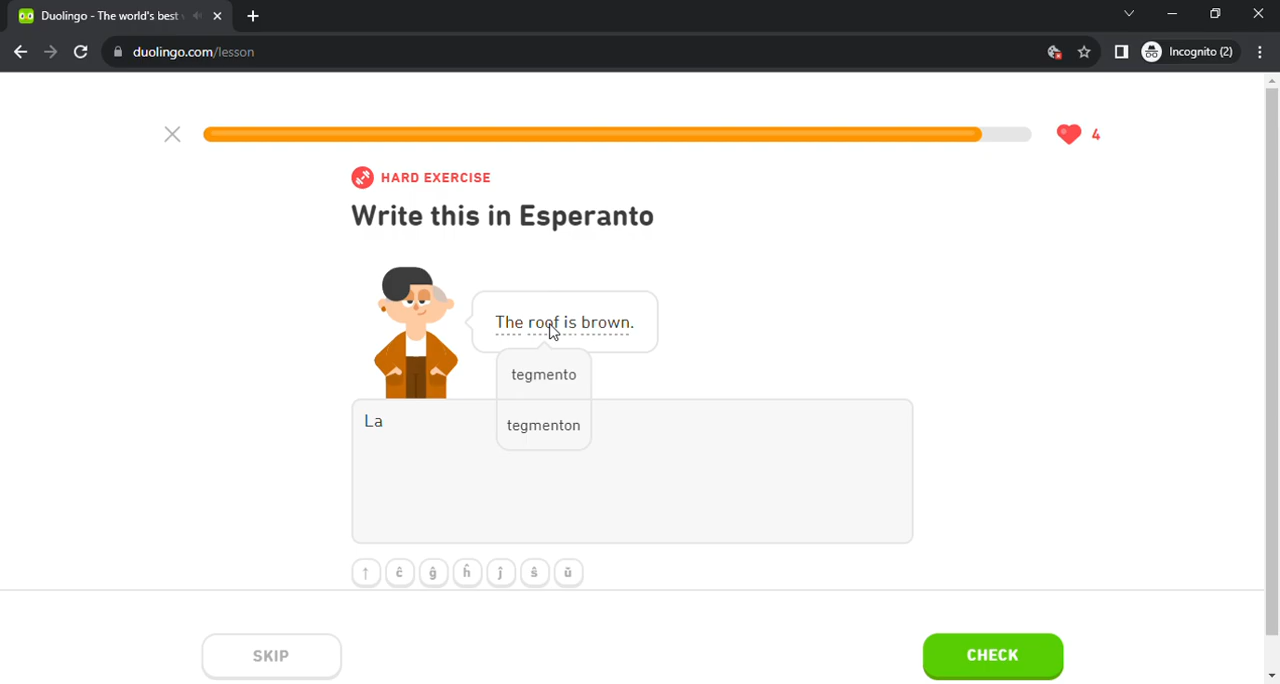 Duolingo - The world's best
duolingo.com/lesson
Incognito (2)
4
HARD EXERCISE
Write this in Esperanto
The roof is brown.
tegmento
tegmenton
La
↑ ĉ ĝ ĥ ĵ ŝ ŭ
SKIP
CHECK